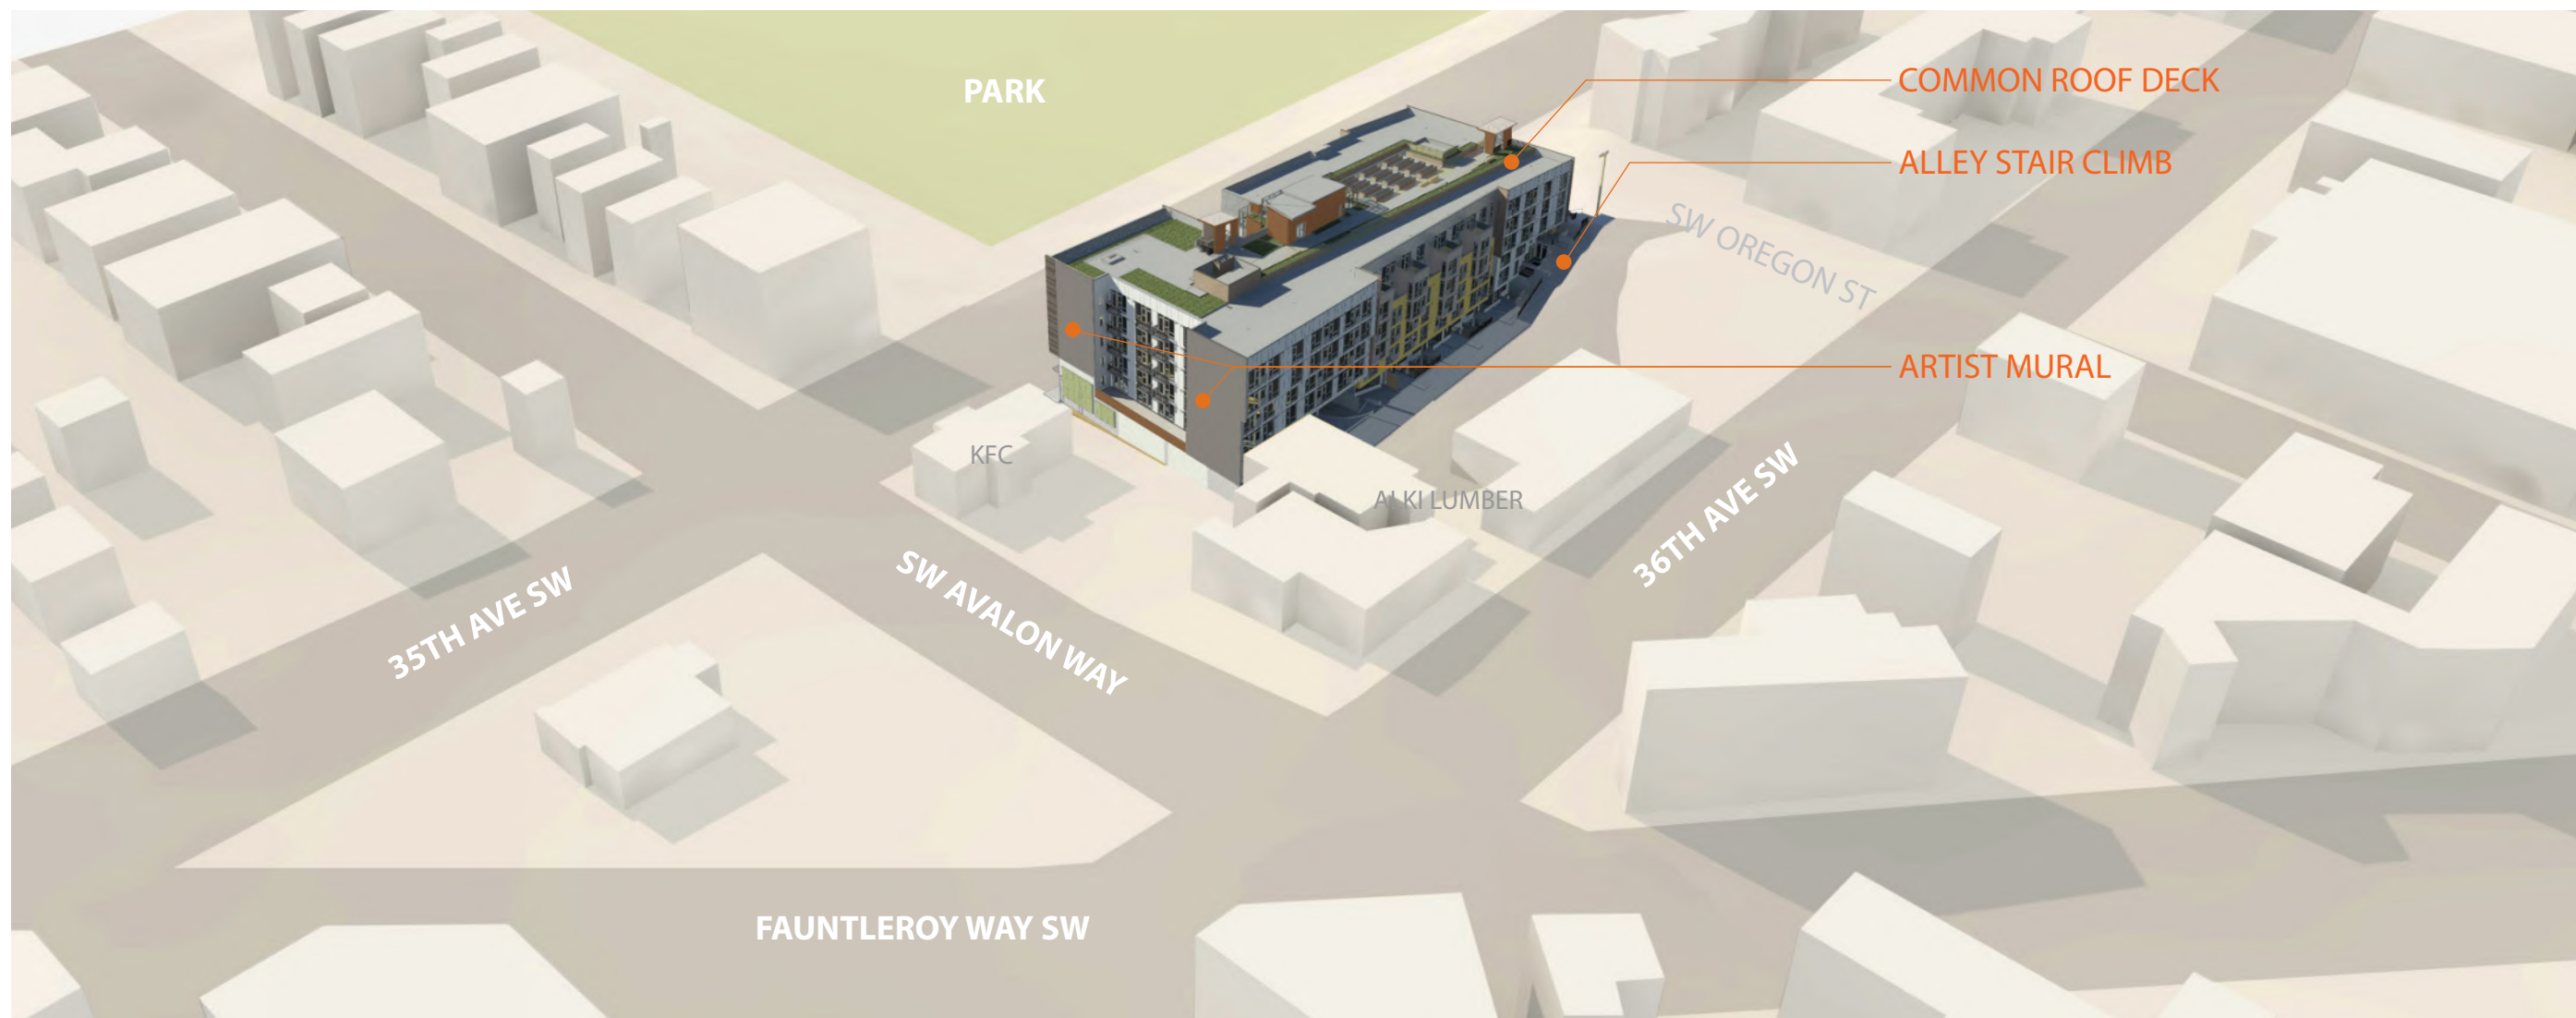 PARK
COMMON ROOF DECK
ALLEY STAIR CLIMB
SW OREGON ST
ARTIST MURAL
KFC
ALKI LUMBER
36TH AVE SW
35TH AVE SW
SW AVALON WAY
FAUNTLEROY WAY SW